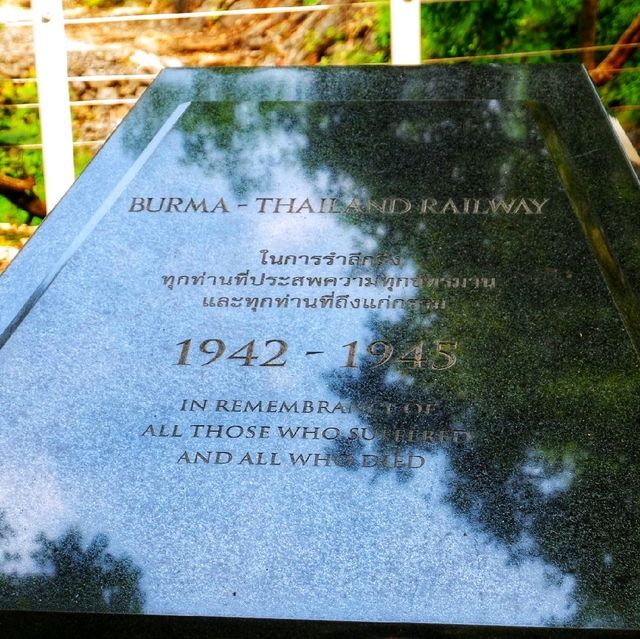 BURMA - THAILAND RAILWAY
ในการรำลึกถึง
ทุกท่านที่ประสพความทุกข์ทรมาน
และทุกท่านที่ถึงแก่กรรม
1942 - 1945
IN REMEMBRANCE OF
ALL THOSE WHO SUFFERED
AND ALL WHO DIED